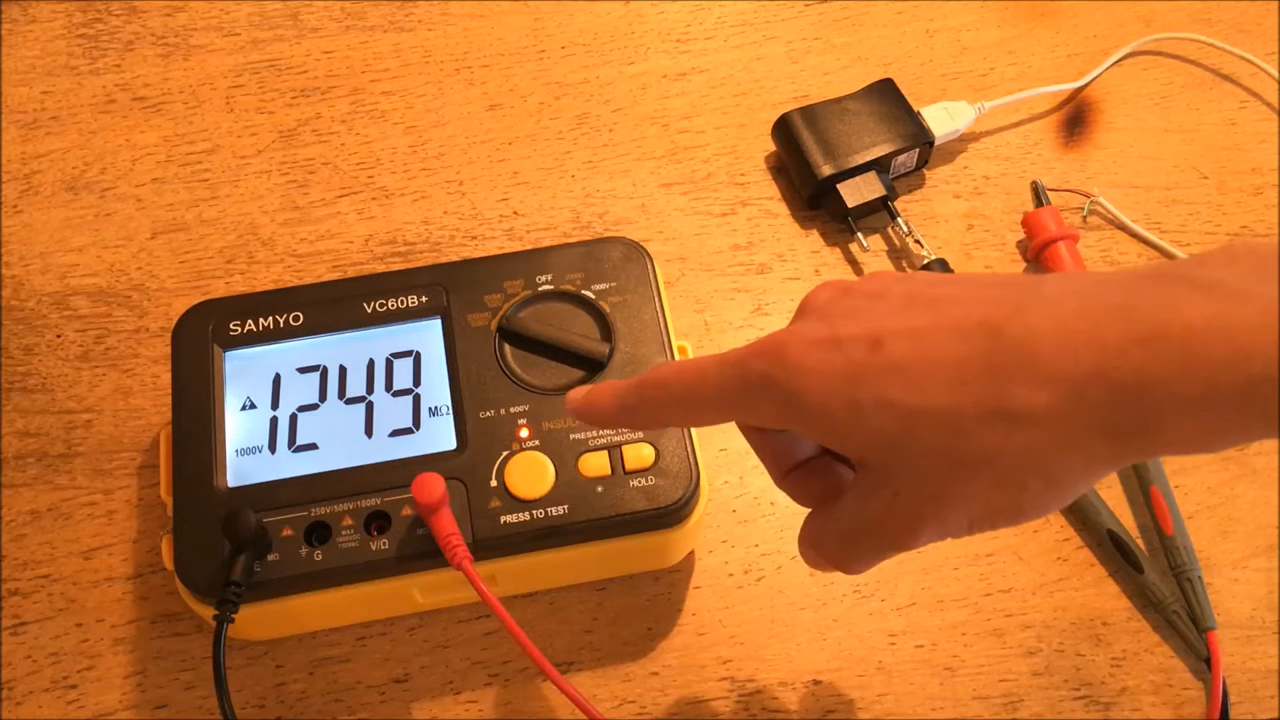 SAMYO
VC60B+
1249
MΩ
1000V
OFF
1000V
CAT. II 600V
HV
LOCK
PRESS AND
CONTINUOUS
HOLD
PRESS TO TEST
250V/500V/1000V
MΩ
G
V/Ω
E